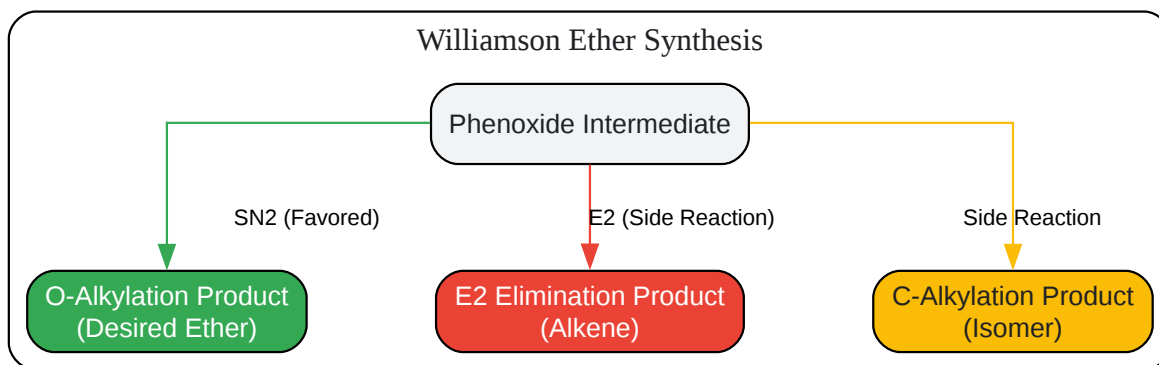 Williamson Ether Synthesis
Phenoxide Intermediate
SN2 (Favored)
E2 (Side Reaction)
Side Reaction
O-Alkylation Product
(Desired Ether)
E2 Elimination Product
(Alkene)
C-Alkylation Product
(Isomer)